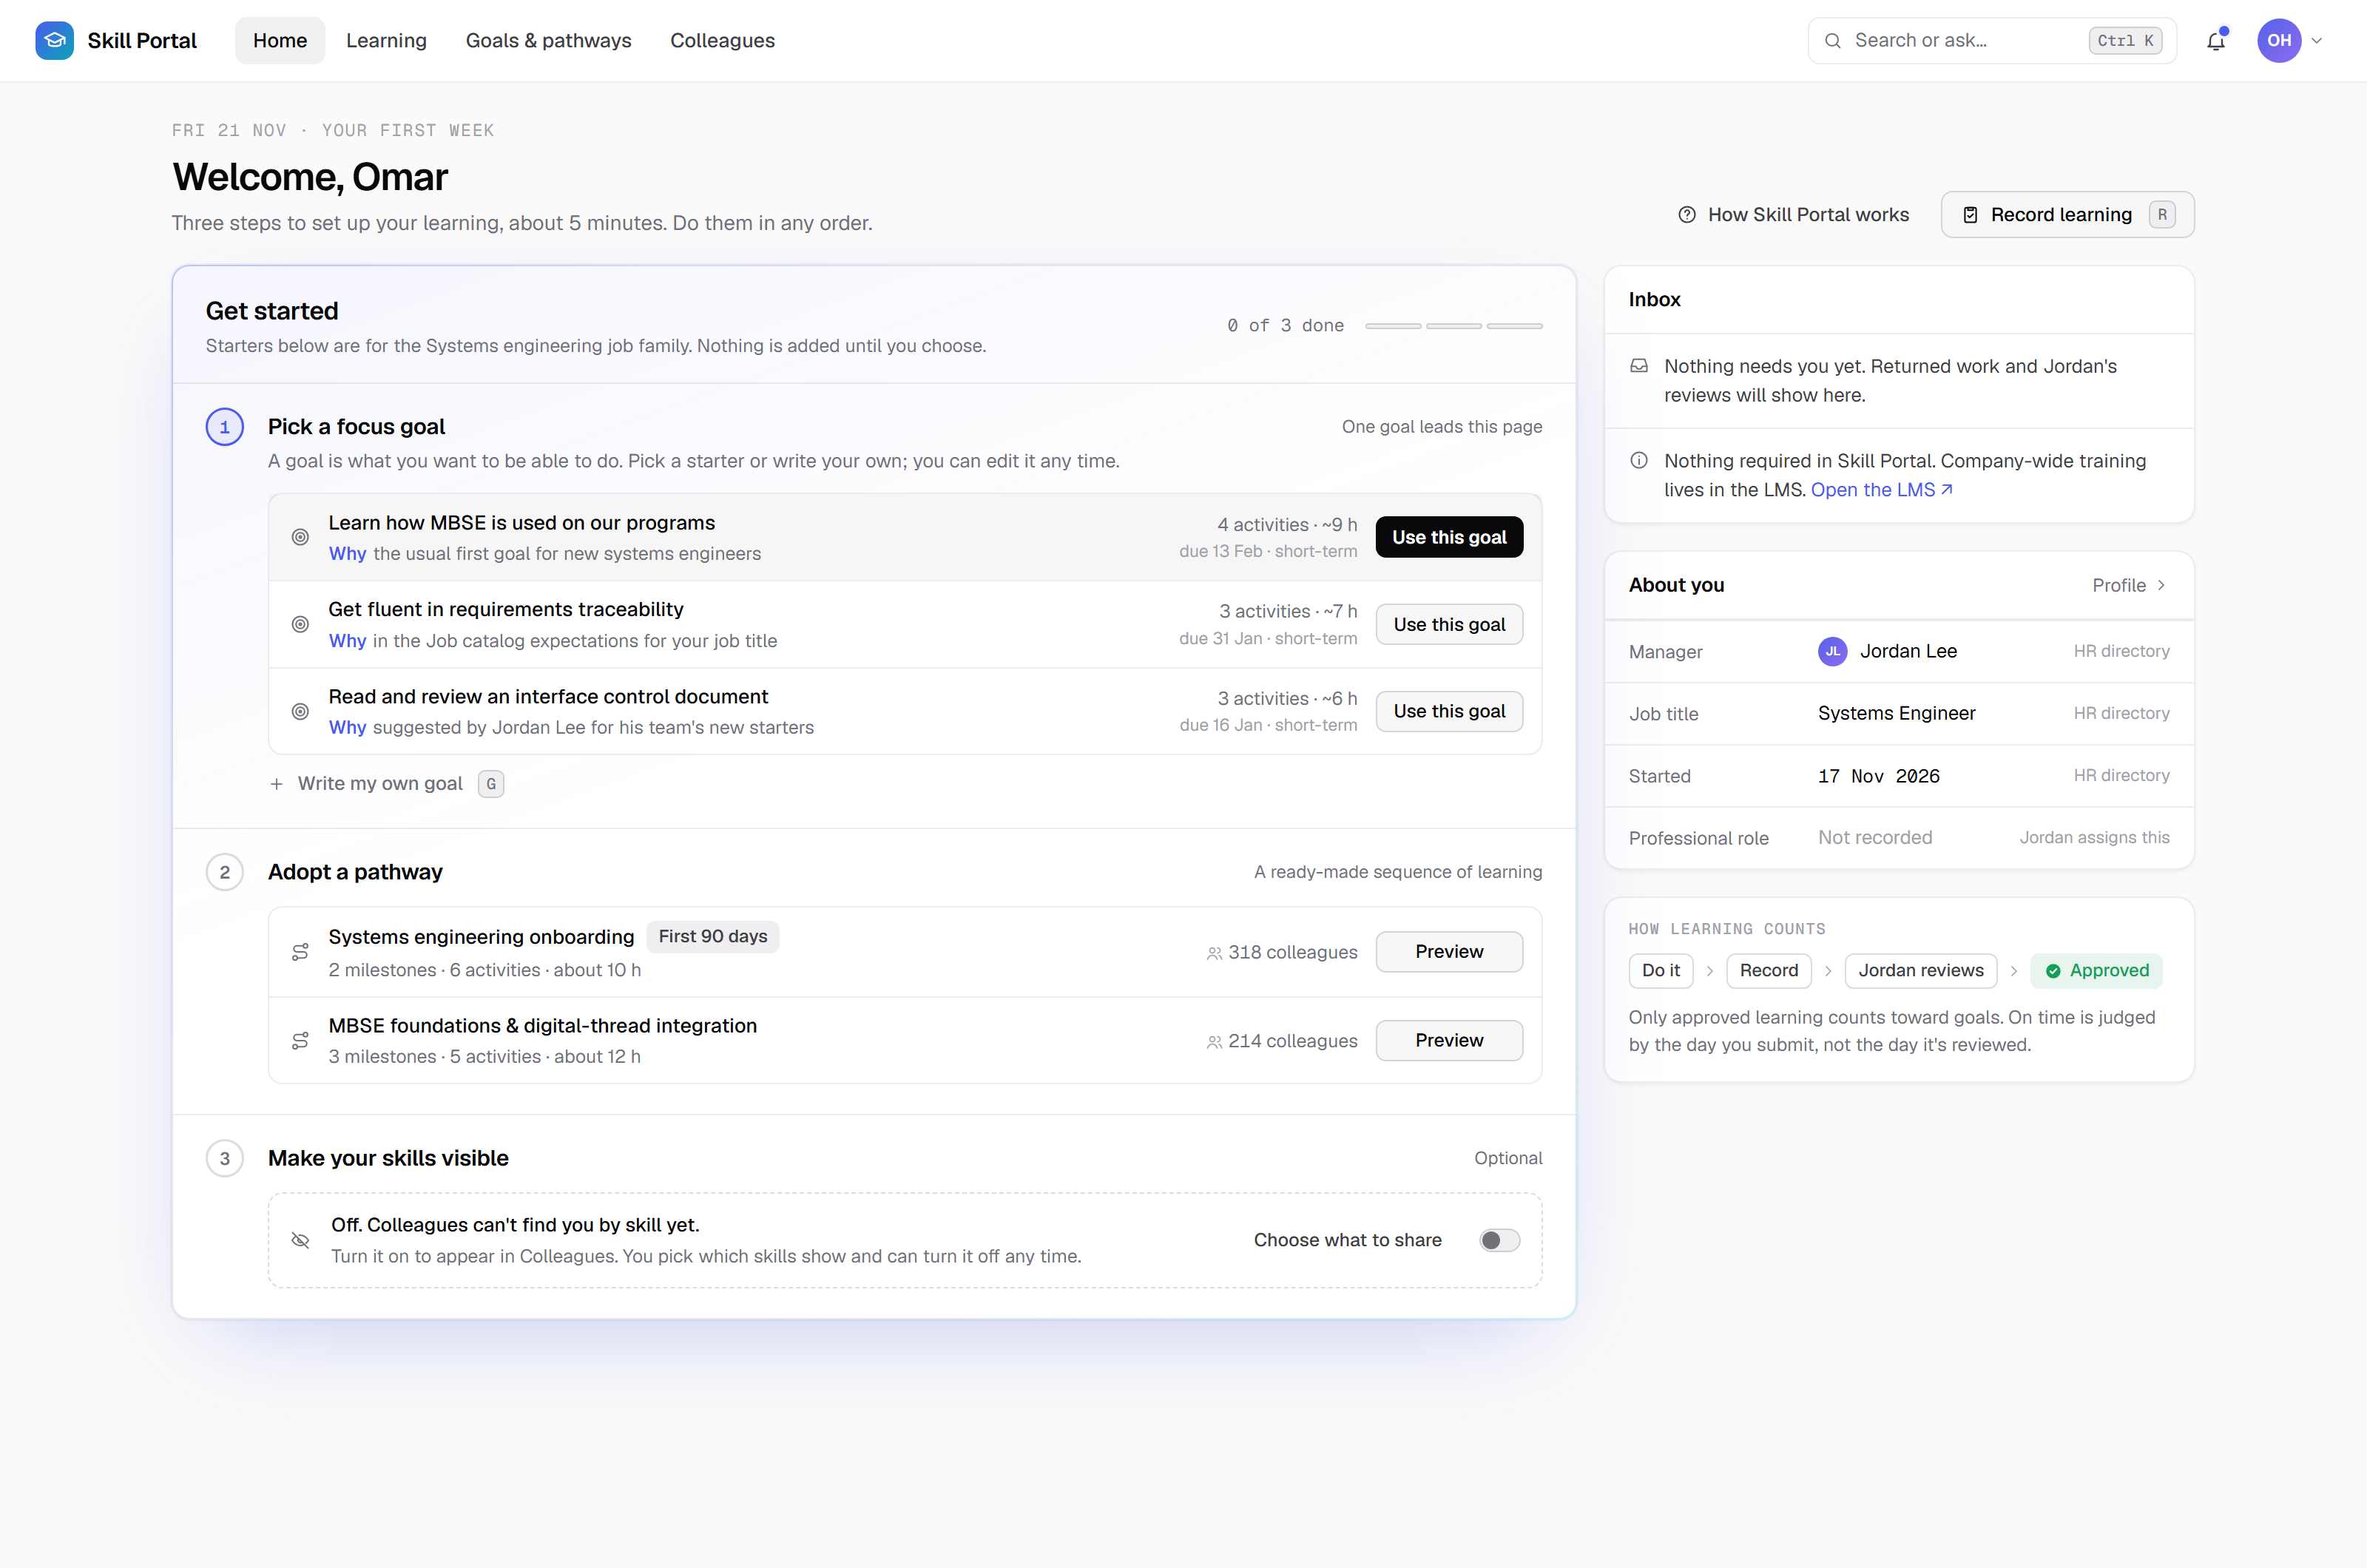 Skill Portal
Home
Learning
Goals & pathways
Colleagues
Search or ask...
Ctrl K
OH
FRI 21 NOV · YOUR FIRST WEEK
Welcome, Omar
Three steps to set up your learning, about 5 minutes. Do them in any order.
How Skill Portal works
Record learning
R
Get started
Starters below are for the Systems engineering job family. Nothing is added until you choose.
0 of 3 done
1
Pick a focus goal
One goal leads this page
A goal is what you want to be able to do. Pick a starter or write your own; you can edit it any time.
Learn how MBSE is used on our programs
Why the usual first goal for new systems engineers
4 activities · ~9 h
due 13 Feb · short-term
Use this goal
Get fluent in requirements traceability
Why in the Job catalog expectations for your job title
3 activities · ~7 h
due 31 Jan · short-term
Use this goal
Read and review an interface control document
Why suggested by Jordan Lee for his team's new starters
3 activities · ~6 h
due 16 Jan · short-term
Use this goal
+ Write my own goal
G
2
Adopt a pathway
A ready-made sequence of learning
Systems engineering onboarding
First 90 days
2 milestones · 6 activities · about 10 h
318 colleagues
Preview
MBSE foundations & digital-thread integration
3 milestones · 5 activities · about 12 h
214 colleagues
Preview
3
Make your skills visible
Optional
Off. Colleagues can't find you by skill yet.
Turn it on to appear in Colleagues. You pick which skills show and can turn it off any time.
Choose what to share
Inbox
Nothing needs you yet. Returned work and Jordan's
reviews will show here.
Nothing required in Skill Portal. Company-wide training
lives in the LMS. Open the LMS ↗
About you
Profile
Manager
JL
Jordan Lee
HR directory
Job title
Systems Engineer
HR directory
Started
17 Nov 2026
HR directory
Professional role
Not recorded
Jordan assigns this
HOW LEARNING COUNTS
Do it
Record
Jordan reviews
Approved
Only approved learning counts toward goals. On time is judged
by the day you submit, not the day it's reviewed.